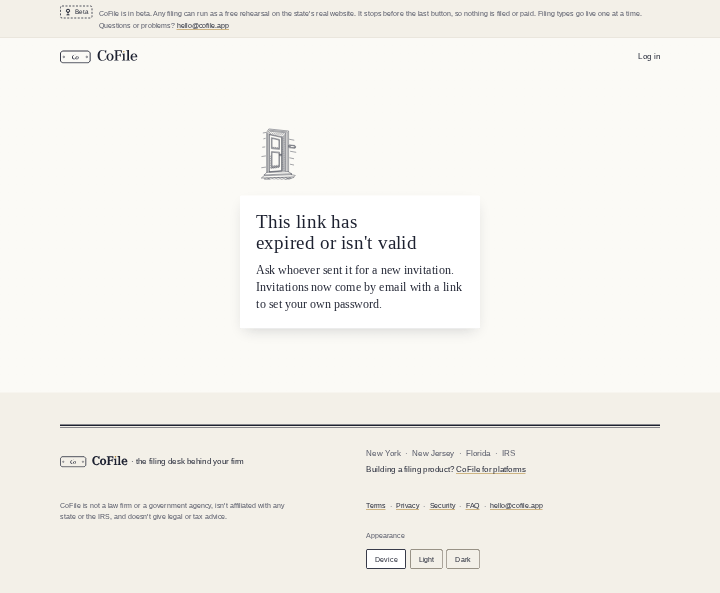 Beta
CoFile is in beta. Any filing can run as a free rehearsal on the state's real website. It stops before the last button, so nothing is filed or paid. Filing types go live one at a time.
Questions or problems? hello@cofile.app
Co CoFile
Log in
This link has
expired or isn't valid
Ask whoever sent it for a new invitation.
Invitations now come by email with a link
to set your own password.
Co CoFile · the filing desk behind your firm
New York · New Jersey · Florida · IRS
Building a filing product? CoFile for platforms
CoFile is not a law firm or a government agency, isn't affiliated with any
state or the IRS, and doesn't give legal or tax advice.
Terms · Privacy · Security · FAQ · hello@cofile.app
Appearance
Device Light Dark